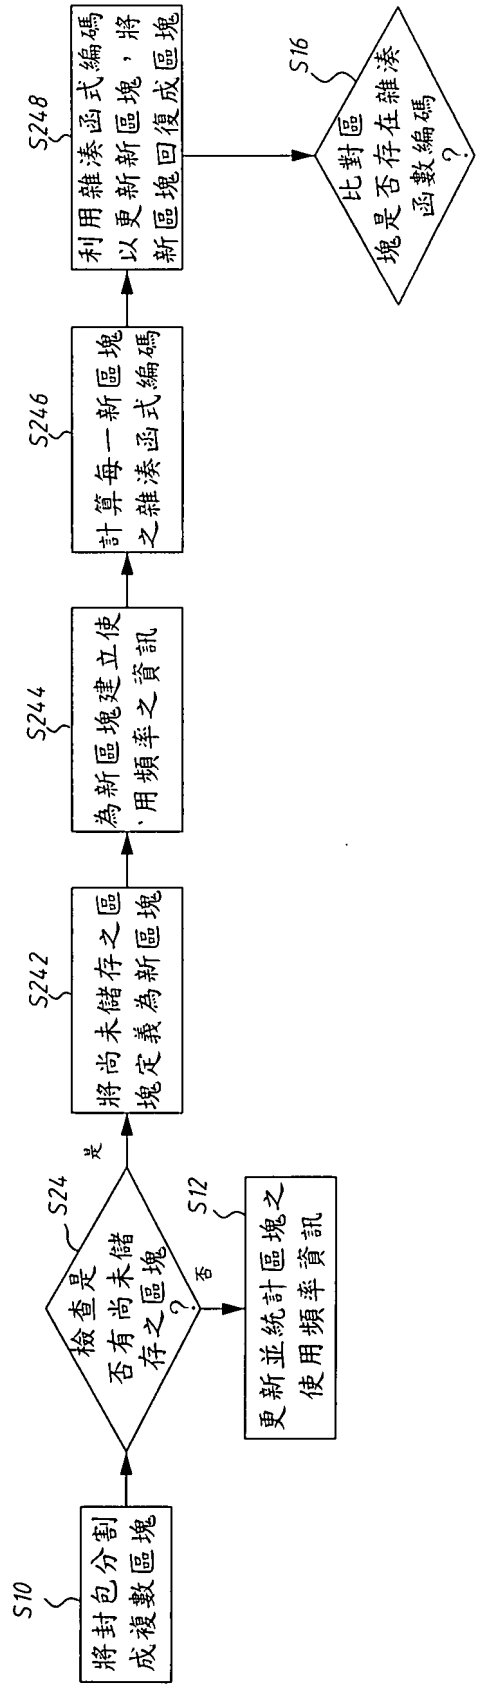 S10
將封包分割
成複數區塊
S24
檢查是
否有尚未儲
存之區塊
?
是
否
S12
更新並統計區塊之
使用頻率資訊
S242
將尚未儲存之區
塊定義為新區塊
S244
為新區塊建立使
用頻率之資訊
S246
計算每一新區塊
之雜湊函式編碼
S248
利用雜湊函式編碼
以更新新區塊，將
新區塊回復成區塊
S16
比對區
塊是否存在雜湊
函數編碼
?